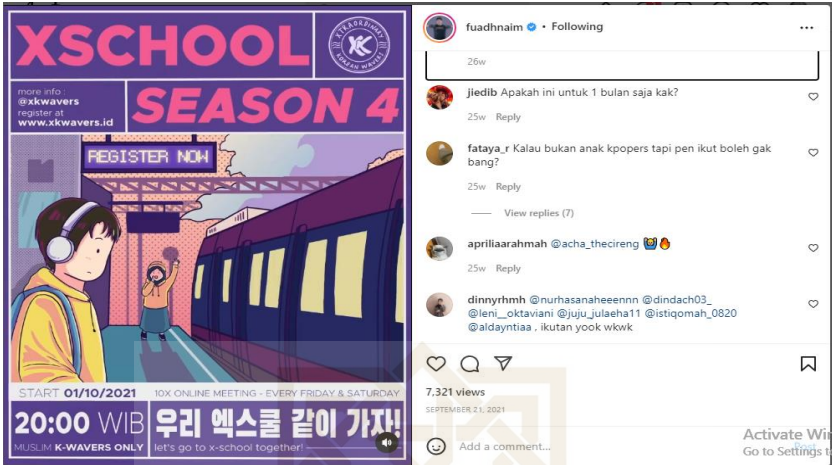 XSCHOOL
XTRAORDINARY
KOREAN WAVERS
more info :
@xkwavers
register at
www.xkwavers.id
SEASON 4
REGISTER NOW
START 01/10/2021
10X ONLINE MEETING - EVERY FRIDAY & SATURDAY
20:00 WIB
MUSLIM K-WAVERS ONLY
우리 엑스쿨 같이 가자!
let's go to x-school together!
fuadhnaim • Following
26w
jiedib Apakah ini untuk 1 bulan saja kak?
25w Reply
fataya_r Kalau bukan anak kpopers tapi pen ikut boleh gak
bang?
25w Reply
View replies (7)
apriliaarahmah @acha_thecireng
25w Reply
dinnyrhmh @nurhasanaheeennn @dindach03_
@leni__oktaviani @juju_julaeha11 @istiqomah_0820
@aldayntiaa , ikutan yook wkwk
7,321 views
SEPTEMBER 21, 2021
Add a comment...
Post
Activate Wi
Go to Settings t